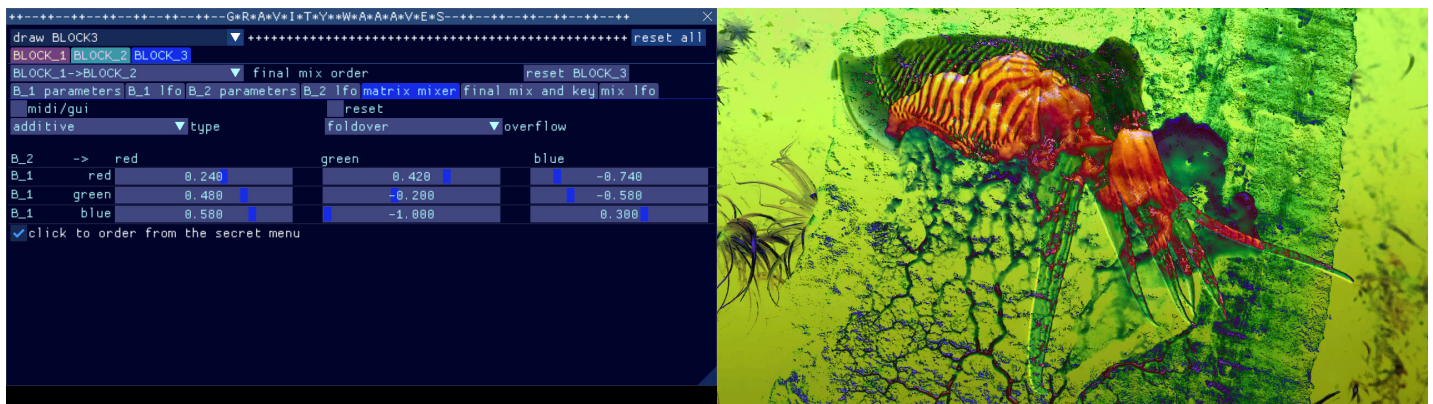 ++--++--++--++--++--++--++--G*R*A*V*I*T*Y**W*A*A*A*V*E*S--++--++--++--++--++--++
draw BLOCK3 ++++++++++++++++++++++++++++++++++++++++++++++++++ reset all
BLOCK_1 BLOCK_2 BLOCK_3
BLOCK_1->BLOCK_2 final mix order reset BLOCK_3
B_1 parameters B_1 lfo B_2 parameters B_2 lfo matrix mixer final mix and key mix lfo
midi/gui reset
additive type foldover overflow
B_2 -> red green blue
B_1 red 0.240 0.420 -0.740
B_1 green 0.480 -0.200 -0.580
B_1 blue 0.580 -1.000 0.300
click to order from the secret menu